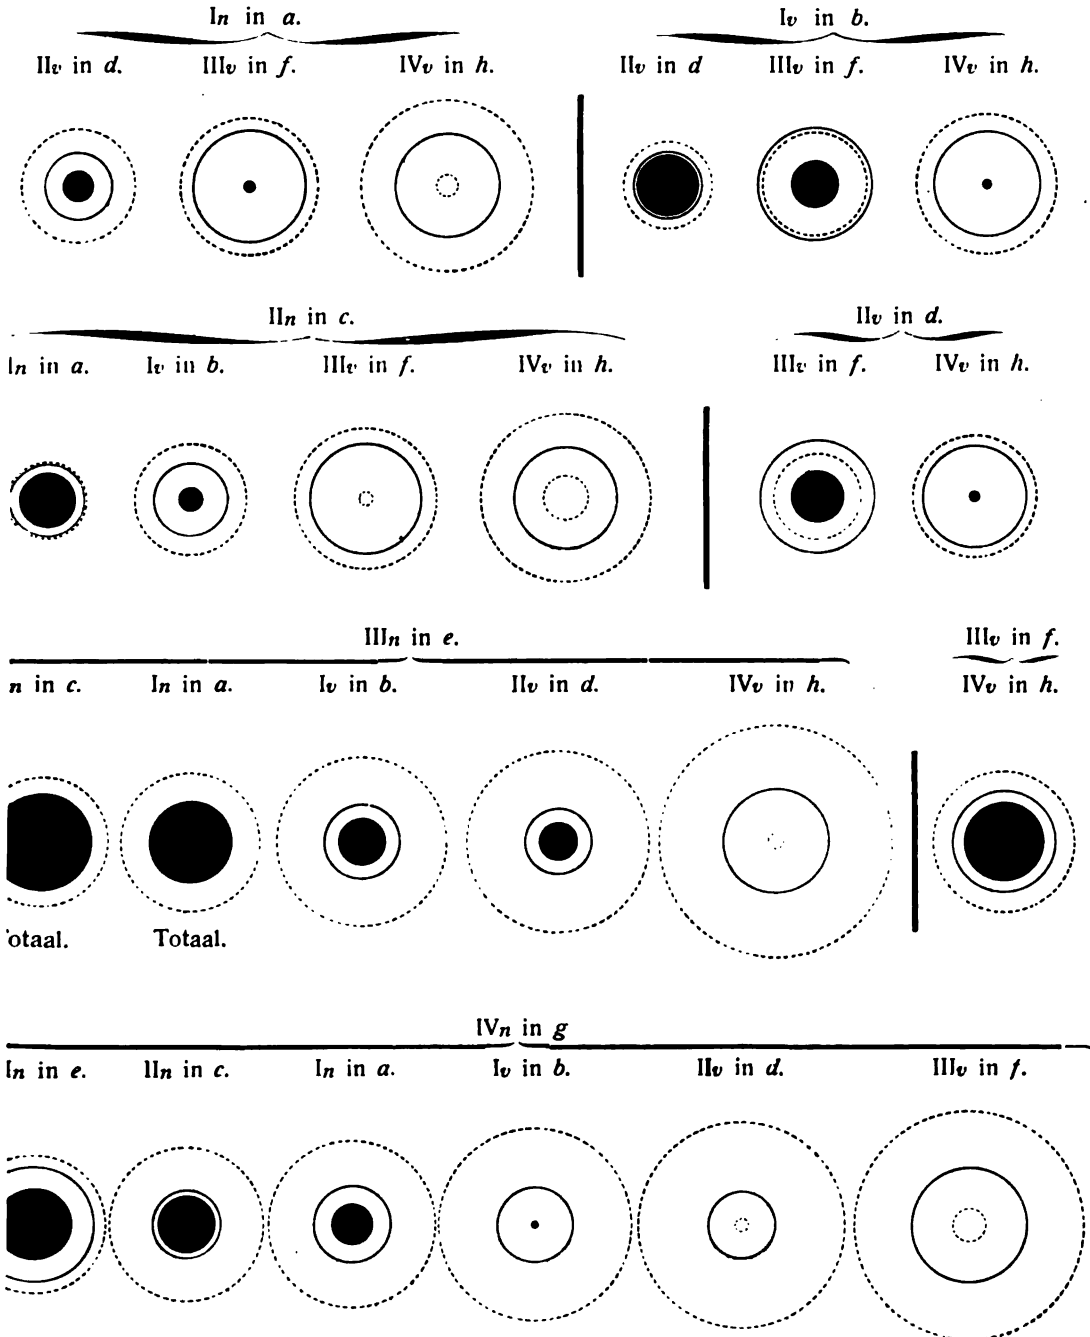 In in a. Iv in b.
IIv in d. IIIv in f. IVv in h. IIv in d IIIv in f. IVv in h.
IIn in c. IIv in d.
In in a. Iv in b. IIIv in f. IVv in h. IIIv in f. IVv in h.
IIIn in e. IIIv in f.
n in c. In in a. Iv in b. IIv in d. IVv in h. IVv in h.
otaal. Totaal.
IVn in g
In in e. IIn in c. In in a. Iv in b. IIv in d. IIIv in f.